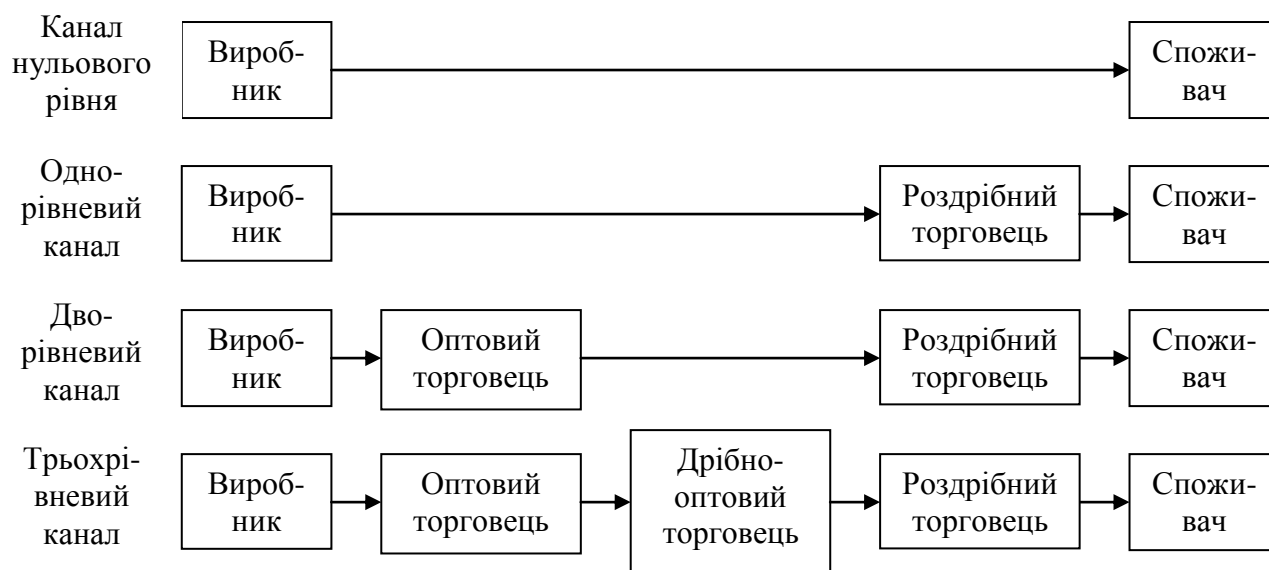 Канал
нульового
рівня
Вироб-
ник
Споживач
Одно-
рівневий
канал
Вироб-
ник
Роздрібний
торговець
Спожи-
вач
Дво-
рівневий
канал
Вироб-
ник
Оптовий
торговець
Роздрібний
торговець
Спожи-
вач
Трьохрі-
вневий
канал
Вироб-
ник
Оптовий
торговець
Дрібно-
оптовий
торговець
Роздрібний
торговець
Спожи-
вач